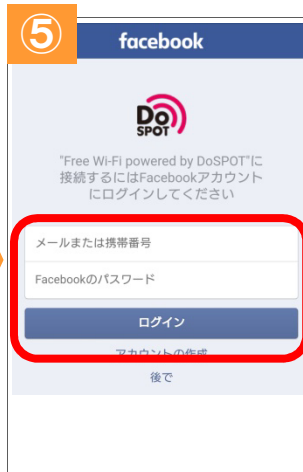 ⑤
facebook
Do
SPOT
"Free Wi-Fi powered by DoSPOT"に
接続するにはFacebookアカウント
にログインしてください
メールまたは携帯番号
Facebookのパスワード
ログイン
アカウントの作成
後で